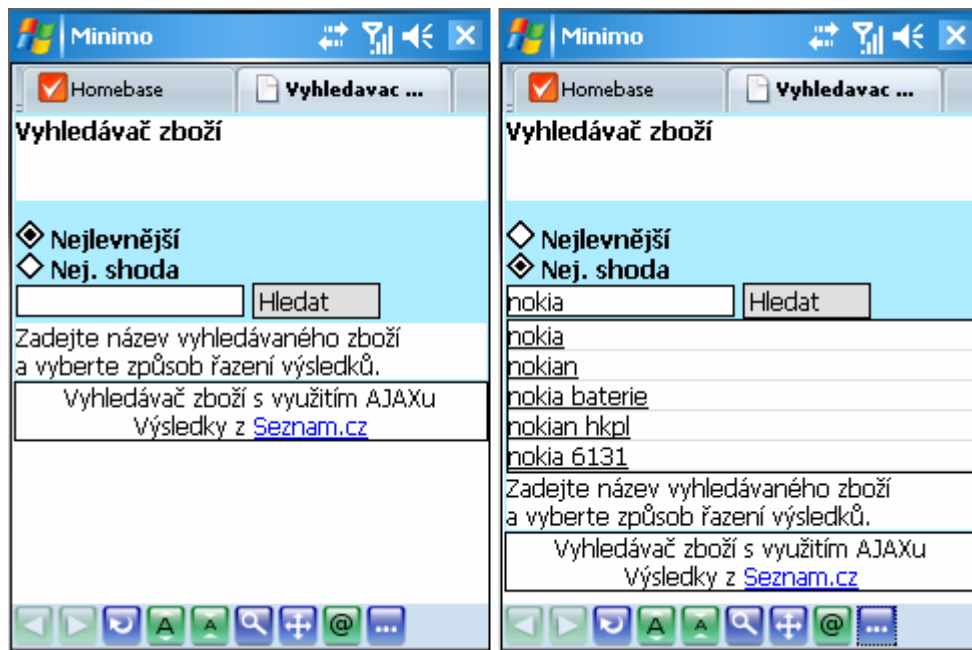 Minimo
Homebase
Vyhledavac ...
Vyhledávač zboží
Nejlevnější
Nej. shoda
Hledat
Zadejte název vyhledávaného zboží
a vyberte způsob řazení výsledků.
Vyhledávač zboží s využitím AJAXu
Výsledky z Seznam.cz
A A @ ...
Minimo
Homebase
Vyhledavac ...
Vyhledávač zboží
Nejlevnější
Nej. shoda
nokia Hledat
nokia
nokian
nokia baterie
nokian hkpl
nokia 6131
Zadejte název vyhledávaného zboží
a vyberte způsob řazení výsledků.
Vyhledávač zboží s využitím AJAXu
Výsledky z Seznam.cz
A A @ ...